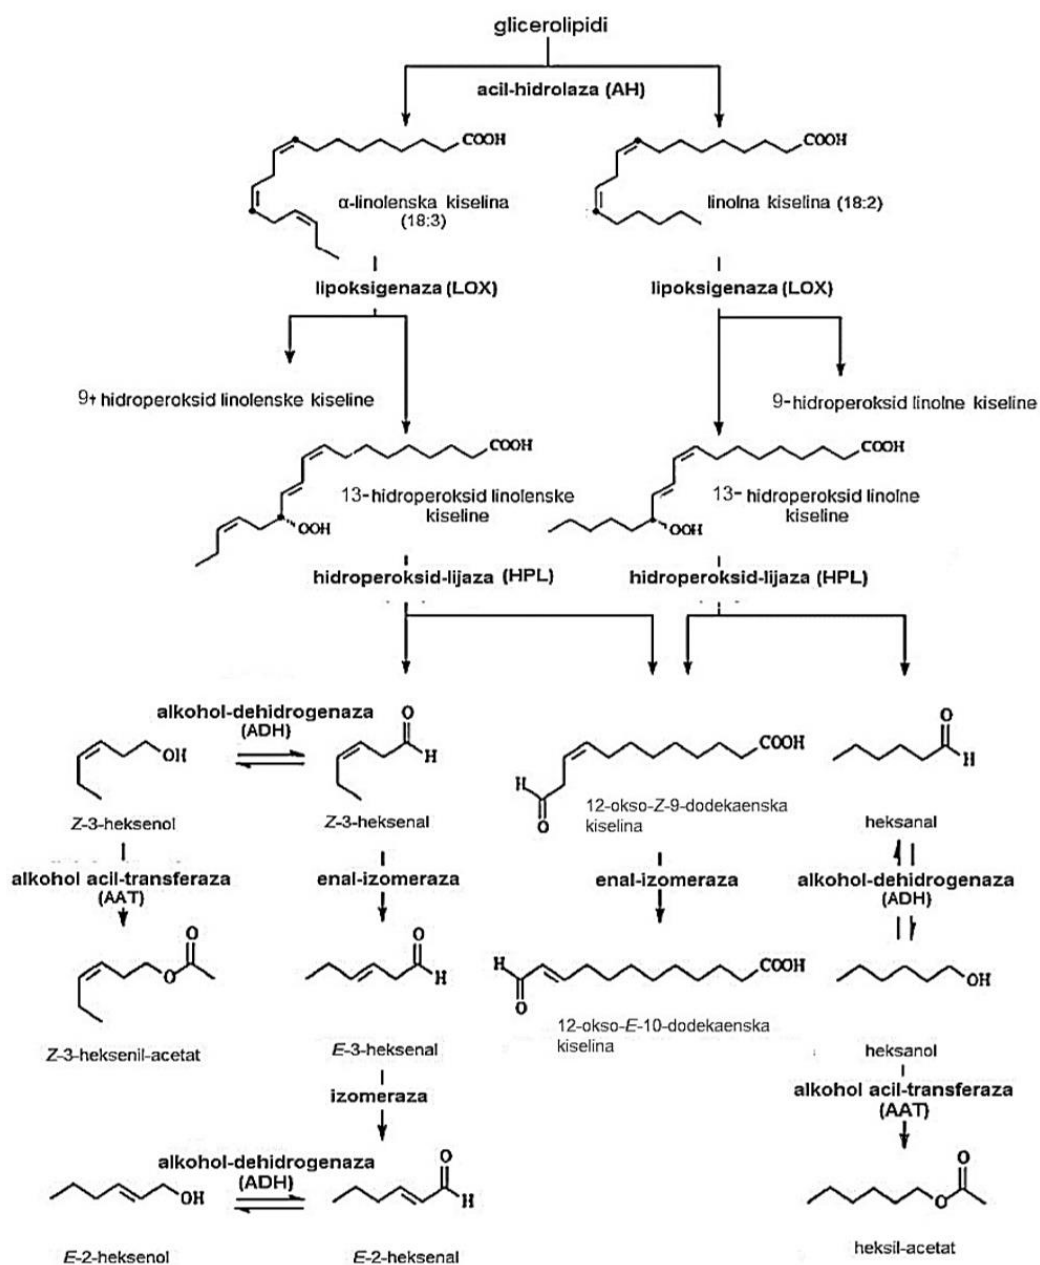 glicerolipidi
acil-hidrolaza (AH)
COOH
COOH
α-linolenska kiselina
(18:3)
linolna kiselina (18:2)
lipoksigenaza (LOX)
lipoksigenaza (LOX)
9+ hidroperoksid linolenske kiseline
9-hidroperoksid linolne kiseline
COOH
COOH
13-hidroperoksid linolenske
kiseline
13- hidroperoksid linolne
kiseline
OOH
OOH
hidroperoksid-lijaza (HPL)
hidroperoksid-lijaza (HPL)
alkohol-dehidrogenaza
(ADH)
OH
O
H
COOH
H
O
O
H
Z-3-heksenol
Z-3-heksenal
12-okso-Z-9-dodekaenska
kiselina
heksanal
alkohol acil-transferaza
(AAT)
enal-izomeraza
enal-izomeraza
alkohol-dehidrogenaza
(ADH)
O
O
O
H
H
O
COOH
OH
Z-3-heksenil-acetat
E-3-heksenal
12-okso-E-10-dodekaenska
kiselina
heksanol
izomeraza
alkohol acil-transferaza
(AAT)
alkohol-dehidrogenaza
(ADH)
OH
O
H
O
O
E-2-heksenol
E-2-heksenal
heksil-acetat